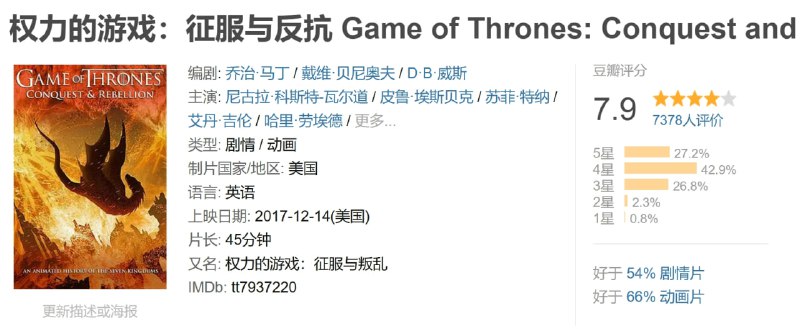 权力的游戏：征服与反抗 Game of Thrones: Conquest and
GAME OF THRONES
CONQUEST & REBELLION
AN ANIMATED HISTORY OF THE SEVEN KINGDOMS
更新描述或海报
编剧: 乔治·马丁 / 戴维·贝尼奥夫 / D·B·威斯
主演: 尼古拉·科斯特-瓦尔道 / 皮鲁·埃斯贝克 / 苏菲·特纳 /
艾丹·吉伦 / 哈里·劳埃德 / 更多...
类型: 剧情 / 动画
制片国家/地区: 美国
语言: 英语
上映日期: 2017-12-14(美国)
片长: 45分钟
又名: 权力的游戏：征服与叛乱
IMDb: tt7937220
豆瓣评分
7.9
7378人评价
5星 27.2%
4星 42.9%
3星 26.8%
2星 2.3%
1星 0.8%
好于 54% 剧情片
好于 66% 动画片